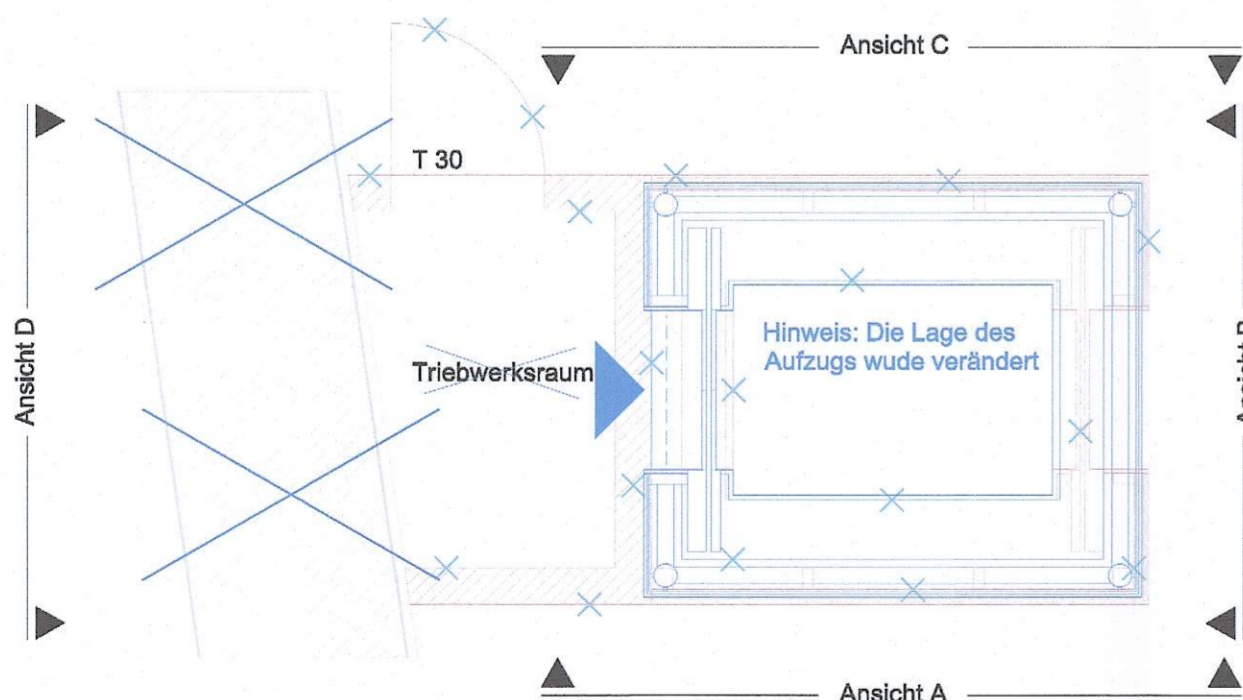 Ansicht C
T 30
Ansicht D
Triebwerksraum
Hinweis: Die Lage des
Aufzugs wude verändert
Ansicht A